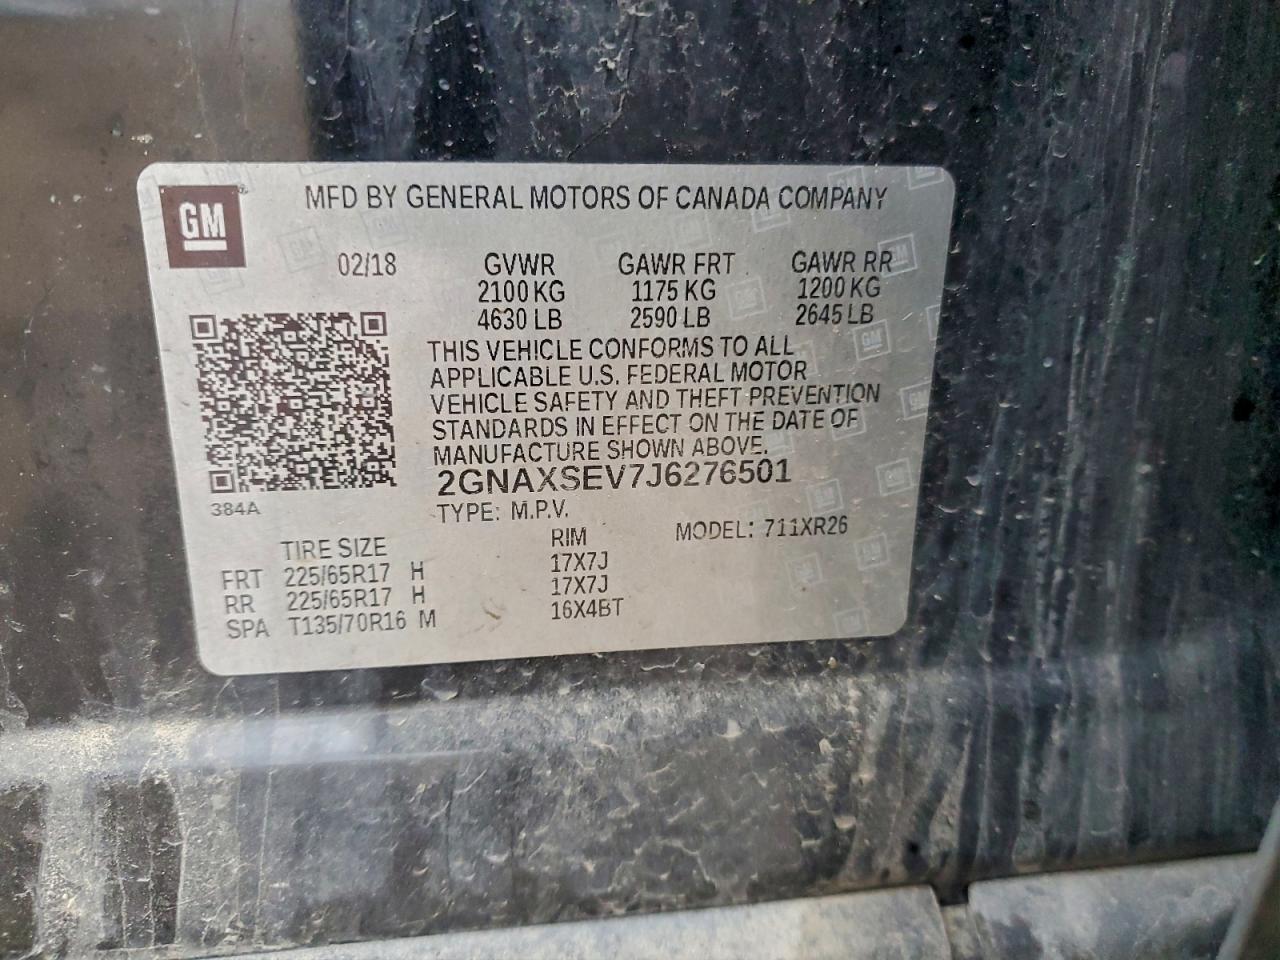 GM
MFD BY GENERAL MOTORS OF CANADA COMPANY
02/18 GVWR GAWR FRT GAWR RR
2100 KG 1175 KG 1200 KG
4630 LB 2590 LB 2645 LB
THIS VEHICLE CONFORMS TO ALL
APPLICABLE U.S. FEDERAL MOTOR
VEHICLE SAFETY AND THEFT PREVENTION
STANDARDS IN EFFECT ON THE DATE OF
MANUFACTURE SHOWN ABOVE.
2GNAXSEV7J6276501
384A
TYPE: M.P.V.
MODEL: 711XR26
TIRE SIZE RIM
FRT 225/65R17 H 17X7J
RR 225/65R17 H 17X7J
SPA T135/70R16 M 16X4BT